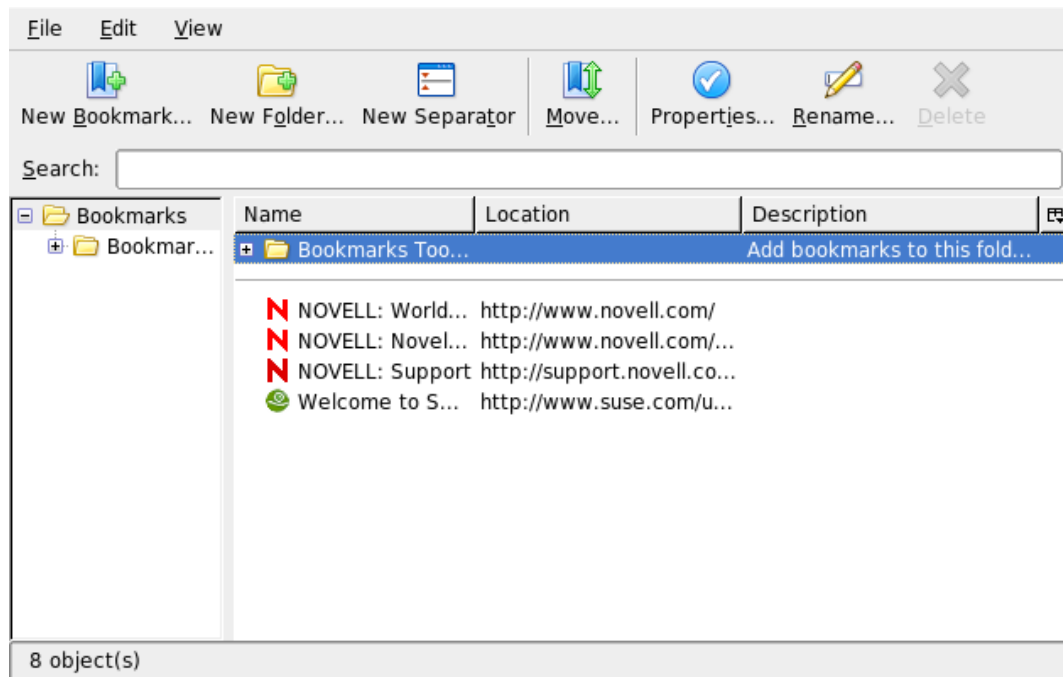 File Edit View
New Bookmark... New Folder... New Separator Move... Properties... Rename... Delete
Search:
Bookmarks Name Location Description
Bookmar... Bookmarks Too... Add bookmarks to this fold...
NOVELL: World... http://www.novell.com/
NOVELL: Novel... http://www.novell.com/...
NOVELL: Support http://support.novell.co...
Welcome to S... http://www.suse.com/u...
8 object(s)